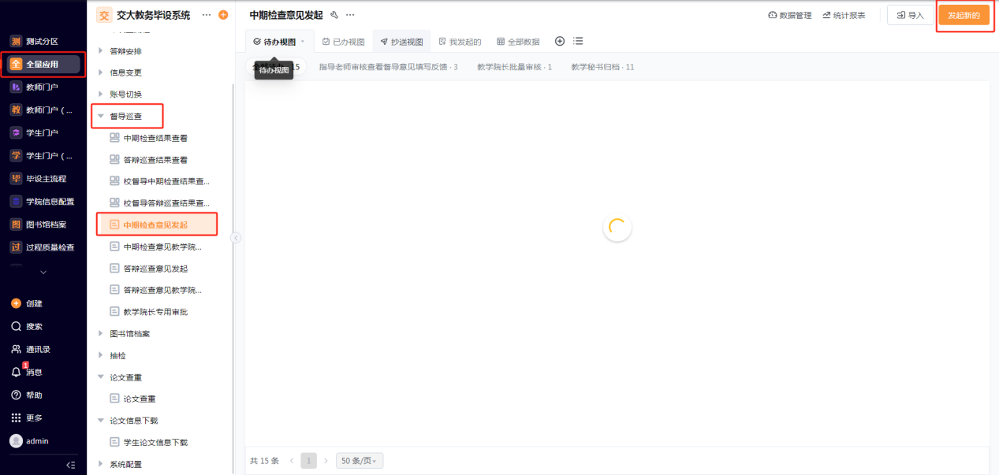 测 测试分区
全 全量应用
教师门户
教 教师门户（...
学生门户
学 学生门户（...
毕 毕设主流程
学院信息配置
图 图书馆档案
过 过程质量检查
创建
搜索
通讯录
1
消息
帮助
更多
admin
交 交大教务毕设系统 ...
答辩安排
信息变更
账号切换
督导巡查
中期检查结果查看
答辩巡查结果查看
校督导中期检查结果查...
校督导答辩巡查结果查...
中期检查意见发起
中期检查意见教学院...
答辩巡查意见发起
答辩巡查意见教学院...
教学院长专用审批
图书馆档案
抽检
论文查重
论文查重
论文信息下载
学生论文信息下载
系统配置
中期检查意见发起 ...
数据管理 统计报表 导入 发起新的
待办视图 已办视图 抄送视图 我发起的 全部数据
15 指导老师审核查看督导意见填写反馈 · 3 教学院长批量审核 · 1 教学秘书归档 · 11
待办视图
共 15 条 1 50 条/页